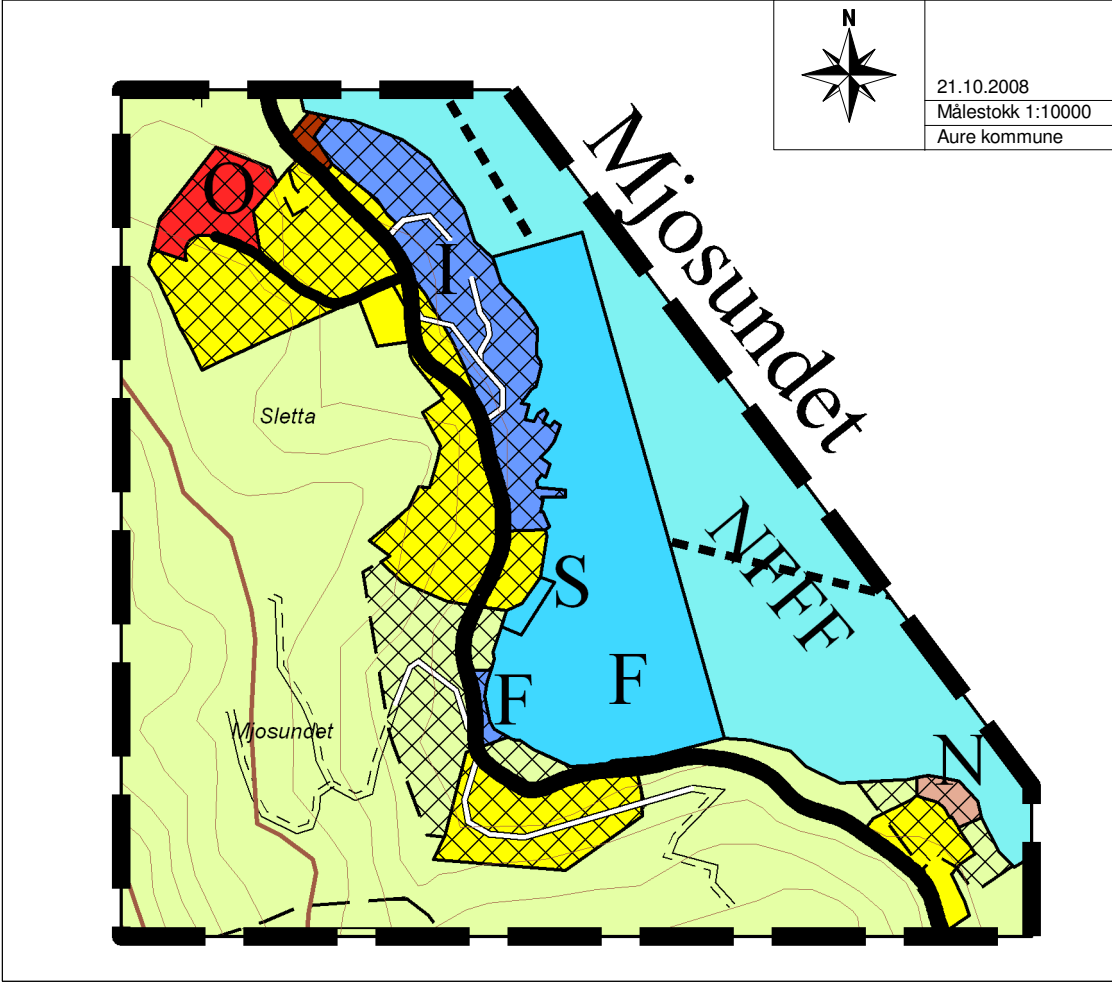 N
21.10.2008
Målestokk 1:10000
Aure kommune
Mjosundet
O
I
Sletta
NFFF
S
F
F
Mjosundet
N